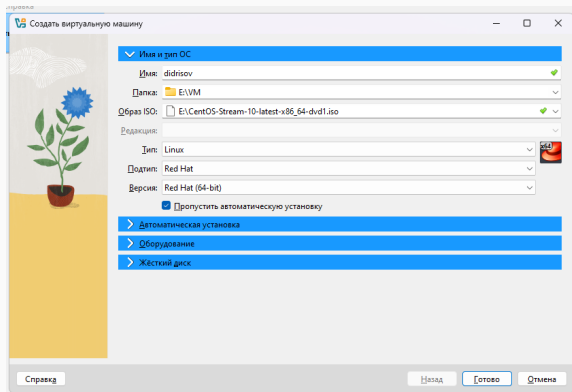 Создать виртуальную машину
Имя и тип ОС
Имя: didrisov
Папка: E:\VM
Образ ISO: E:\CentOS-Stream-10-latest-x86_64-dvd1.iso
Редакция:
Тип: Linux
x64
Подтип: Red Hat
Версия: Red Hat (64-bit)
Пропустить автоматическую установку
Автоматическая установка
Оборудование
Жёсткий диск
Справка
Назад
Готово
Отмена